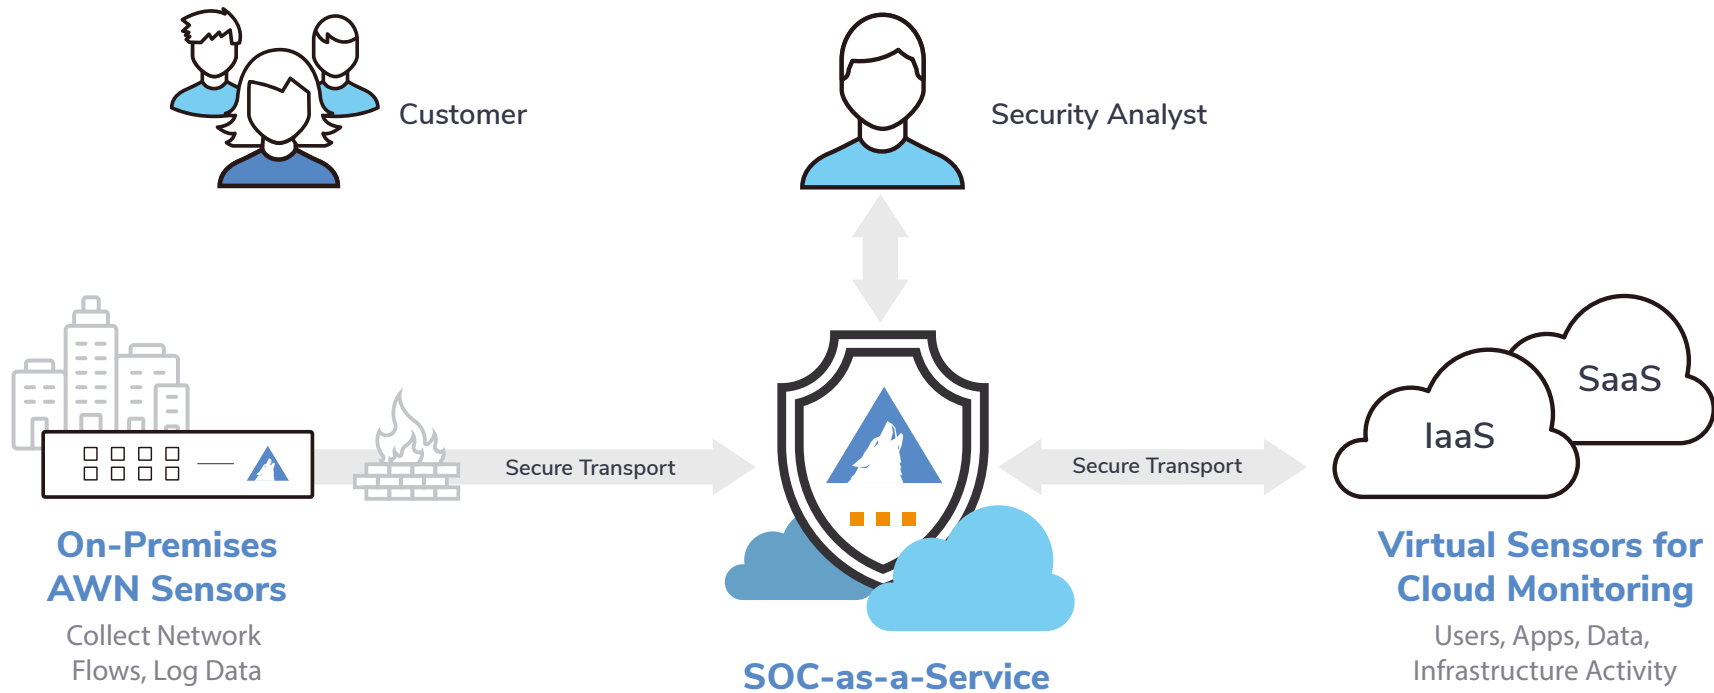 Customer
Security Analyst
Secure Transport
Secure Transport
IaaS
SaaS
On-Premises
AWN Sensors
Collect Network
Flows, Log Data
SOC-as-a-Service
Virtual Sensors for
Cloud Monitoring
Users, Apps, Data,
Infrastructure Activity